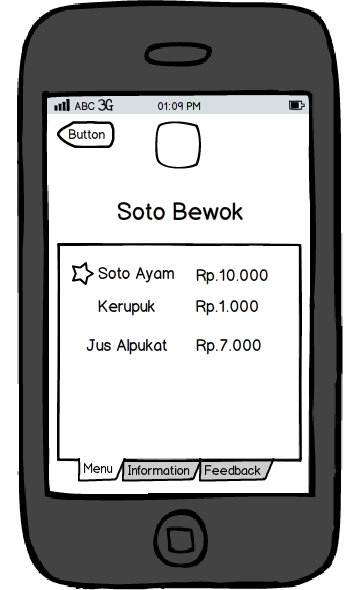 ABC 3G 01:09 PM
Button
Soto Bewok
Soto Ayam Rp.10.000
Kerupuk Rp.1.000
Jus Alpukat Rp.7.000
Menu Information Feedback